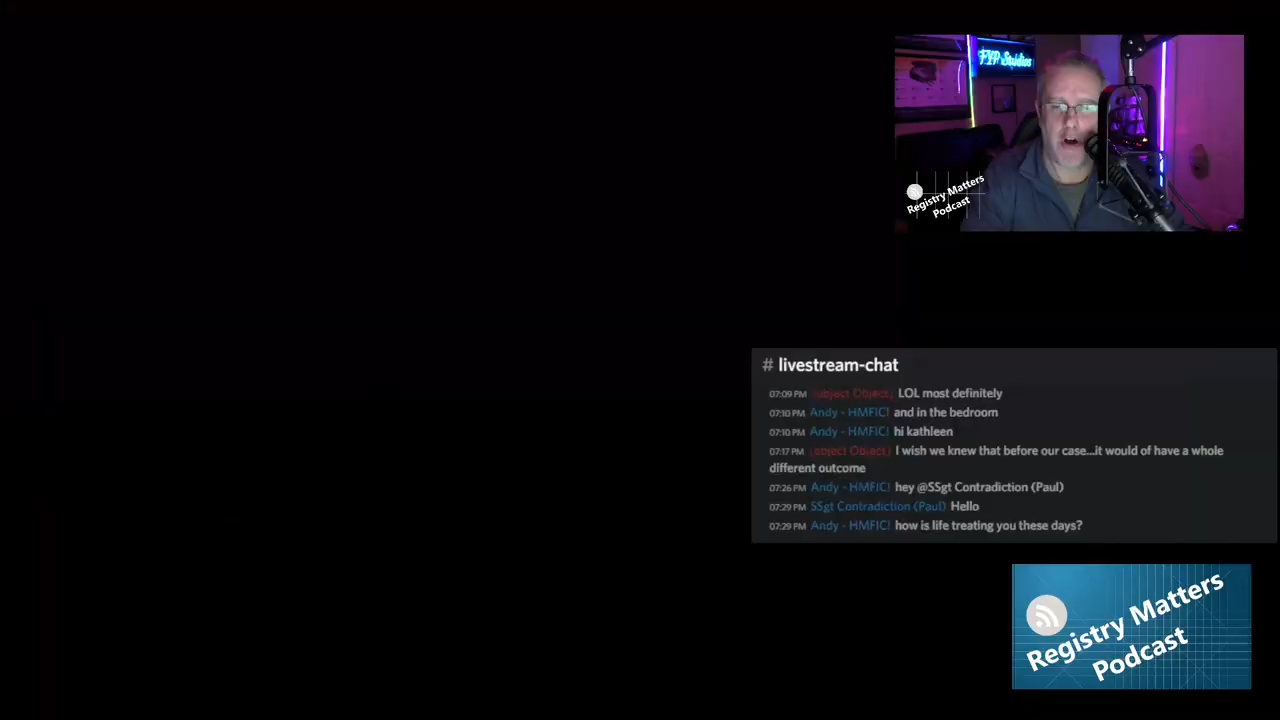 FYP Studios
Registry Matters
Podcast
# livestream-chat
07:09 PM [object Object] LOL most definitely
07:10 PM Andy - HMFIC! and in the bedroom
07:10 PM Andy - HMFIC! hi kathleen
07:17 PM [object Object] I wish we knew that before our case...it would of have a whole
different outcome
07:26 PM Andy - HMFIC! hey @SSgt Contradiction (Paul)
07:29 PM SSgt Contradiction (Paul) Hello
07:29 PM Andy - HMFIC! how is life treating you these days?
Registry Matters
Podcast